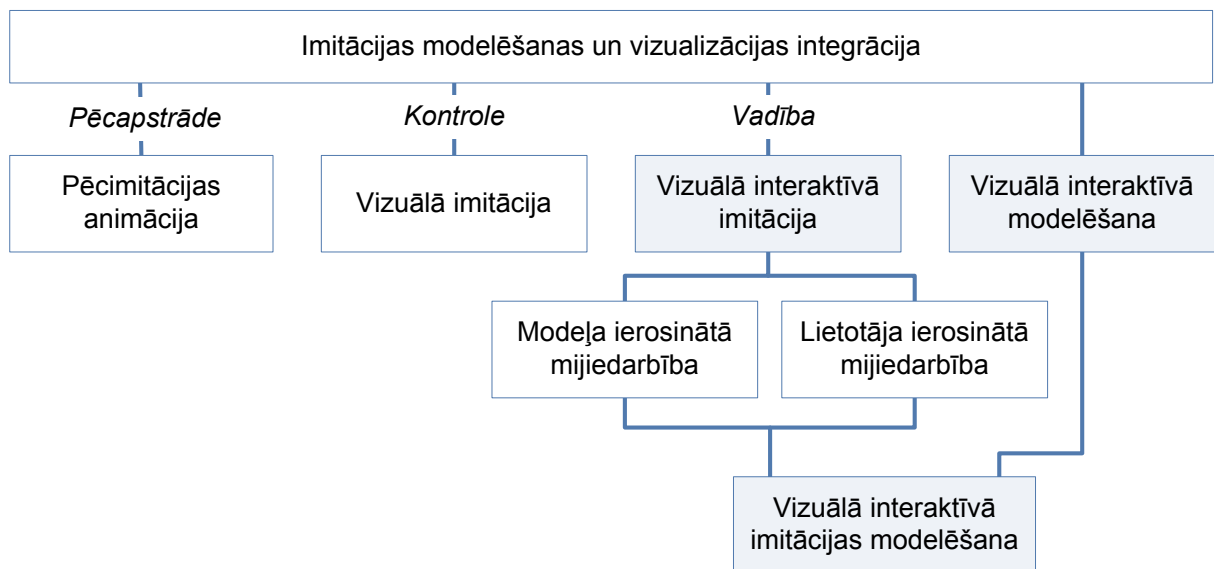 Imitācijas modelēšanas un vizualizācijas integrācija
Pēcapstrāde
Kontrole
Vadība
Pēcimitācijas
animācija
Vizuālā imitācija
Vizuālā interaktīvā
imitācija
Vizuālā interaktīvā
modelēšana
Modeļa ierosinātā
mijiedarbība
Lietotāja ierosinātā
mijiedarbība
Vizuālā interaktīvā
imitācijas modelēšana